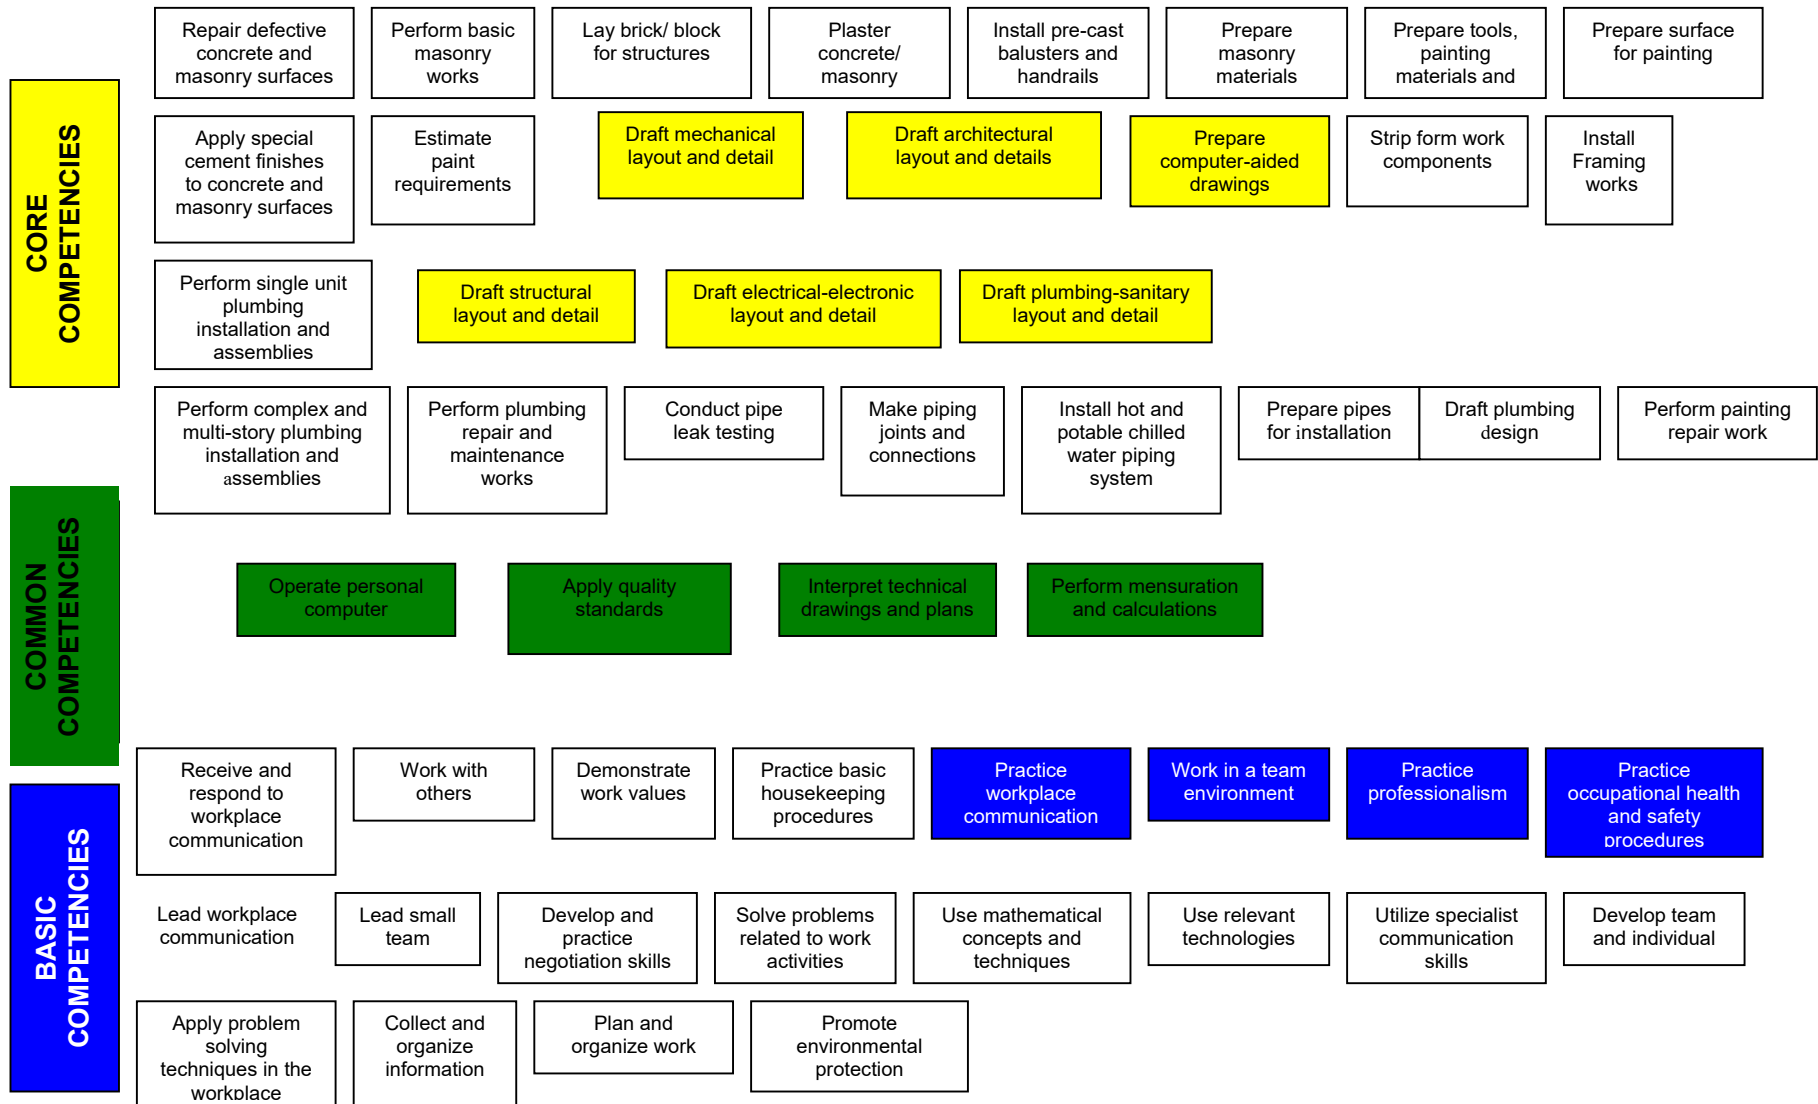 Repair defective
concrete and
masonry surfaces
Perform basic
masonry
works
Lay brick/ block
for structures
Plaster
concrete/
masonry
Install pre-cast
balusters and
handrails
Prepare
masonry
materials
Prepare tools,
painting
materials and
Prepare surface
for painting
CORE
COMPETENCIES
Apply special
cement finishes
to concrete and
masonry surfaces
Estimate
paint
requirements
Draft mechanical
layout and detail
Draft architectural
layout and details
Prepare
computer-aided
drawings
Strip form work
components
Install
Framing
works
Perform single unit
plumbing
installation and
assemblies
Draft structural
layout and detail
Draft electrical-electronic
layout and detail
Draft plumbing-sanitary
layout and detail
Perform complex and
multi-story plumbing
installation and
assemblies
Perform plumbing
repair and
maintenance
works
Conduct pipe
leak testing
Make piping
joints and
connections
Install hot and
potable chilled
water piping
system
Prepare pipes
for installation
Draft plumbing
design
Perform painting
repair work
COMMON
COMPETENCIES
Operate personal
computer
Apply quality
standards
Interpret technical
drawings and plans
Perform mensuration
and calculations
BASIC
COMPETENCIES
Receive and
respond to
workplace
communication
Work with
others
Demonstrate
work values
Practice basic
housekeeping
procedures
Practice
workplace
communication
Work in a team
environment
Practice
professionalism
Practice
occupational health
and safety
procedures
Lead workplace
communication
Lead small
team
Develop and
practice
negotiation skills
Solve problems
related to work
activities
Use mathematical
concepts and
techniques
Use relevant
technologies
Utilize specialist
communication
skills
Develop team
and individual
Apply problem
solving
techniques in the
workplace
Collect and
organize
information
Plan and
organize work
Promote
environmental
protection